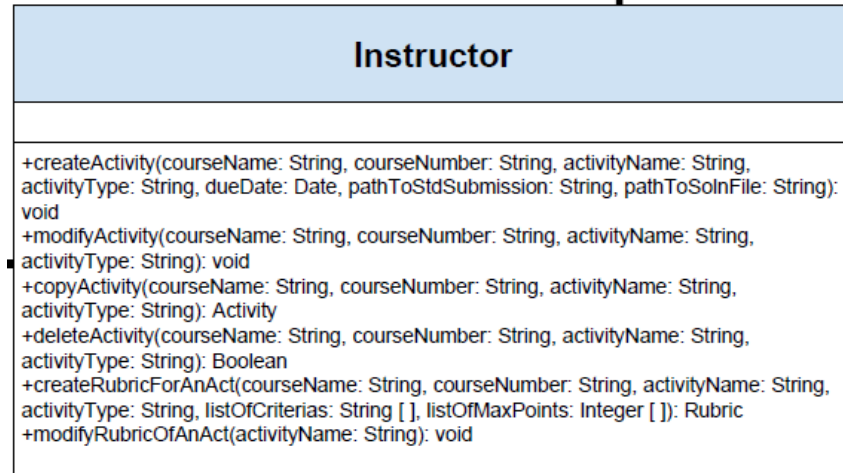 Instructor
+createActivity(courseName: String, courseNumber: String, activityName: String,
activityType: String, dueDate: Date, pathToStdSubmission: String, pathToSolnFile: String):
void
+modifyActivity(courseName: String, courseNumber: String, activityName: String,
activityType: String): void
+copyActivity(courseName: String, courseNumber: String, activityName: String,
activityType: String): Activity
+deleteActivity(courseName: String, courseNumber: String, activityName: String,
activityType: String): Boolean
+createRubricForAnAct(courseName: String, courseNumber: String, activityName: String,
activityType: String, listOfCriterias: String [ ], listOfMaxPoints: Integer [ ]): Rubric
+modifyRubricOfAnAct(activityName: String): void